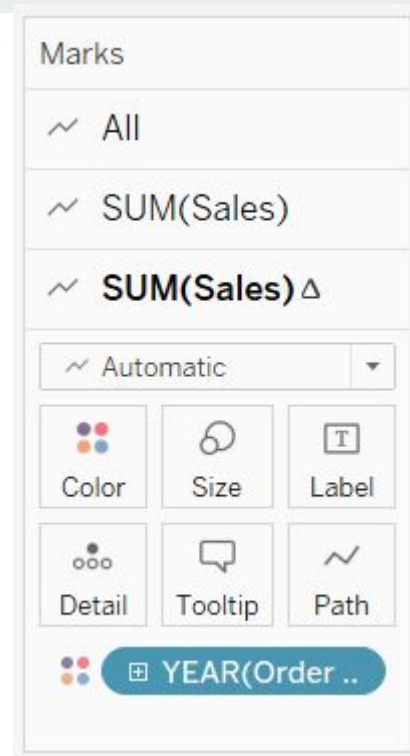 Marks
All
SUM(Sales)
SUM(Sales) Δ
Automatic
Color Size Label
Detail Tooltip Path
YEAR(Order ..